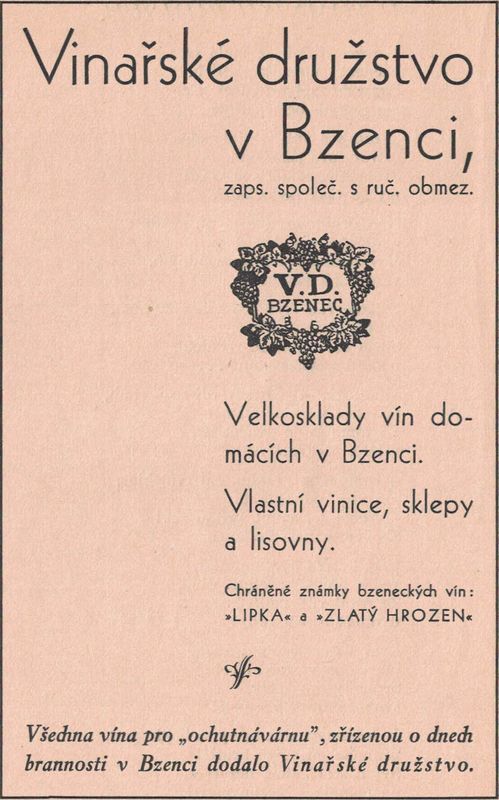 Vinařské družstvo
v Bzenci,
zaps. společ. s ruč. obmez.
V.D.
BZENEC
Velkosklady vín do-
mácích v Bzenci.
Vlastní vinice, sklepy
a lisovny.
Chráněné známky bzeneckých vín:
»LIPKA« a »ZLATÝ HROZEN«
Všechna vína pro „ochutnávárnu”, zřízenou o dnech
brannosti v Bzenci dodalo Vinařské družstvo.